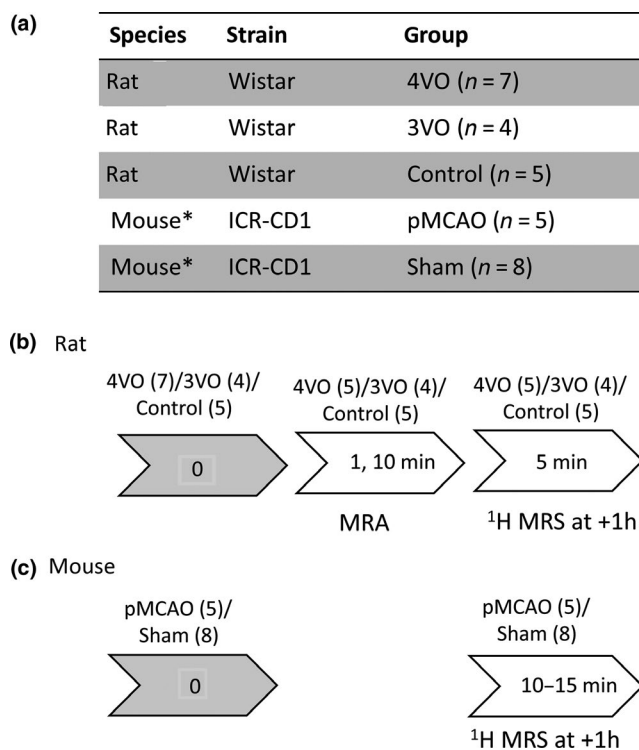 (a)
Species Strain Group
Rat Wistar 4VO (n = 7)
Rat Wistar 3VO (n = 4)
Rat Wistar Control (n = 5)
Mouse* ICR-CD1 pMCAO (n = 5)
Mouse* ICR-CD1 Sham (n = 8)
(b) Rat
4VO (7)/3VO (4)/
Control (5)
0
4VO (5)/3VO (4)/
Control (5)
1, 10 min
MRA
4VO (5)/3VO (4)/
Control (5)
5 min
¹H MRS at +1h
(c) Mouse
pMCAO (5)/
Sham (8)
0
pMCAO (5)/
Sham (8)
10–15 min
¹H MRS at +1h